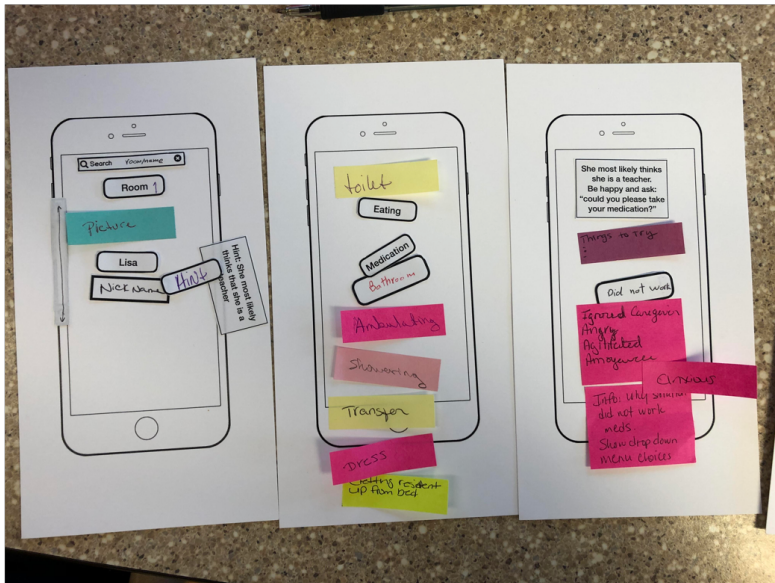 Search room/name
Room ↑
Picture
Lisa
Nick Name
Hint
Hint: She most likely
thinks that she is a
teacher
toilet
Eating
Medication
Bathroom
Ambulating
Showering
Transfer
Dress
Getting resident
up from bed
She most likely thinks
she is a teacher.
Be happy and ask:
“could you please take
your medication?”
Things to Try
Did not work
Ignored Caregiver
Angry
Agitated
Annoyance
Anxious
Info: Why
did not work
meds.
Show drop down
menu choices